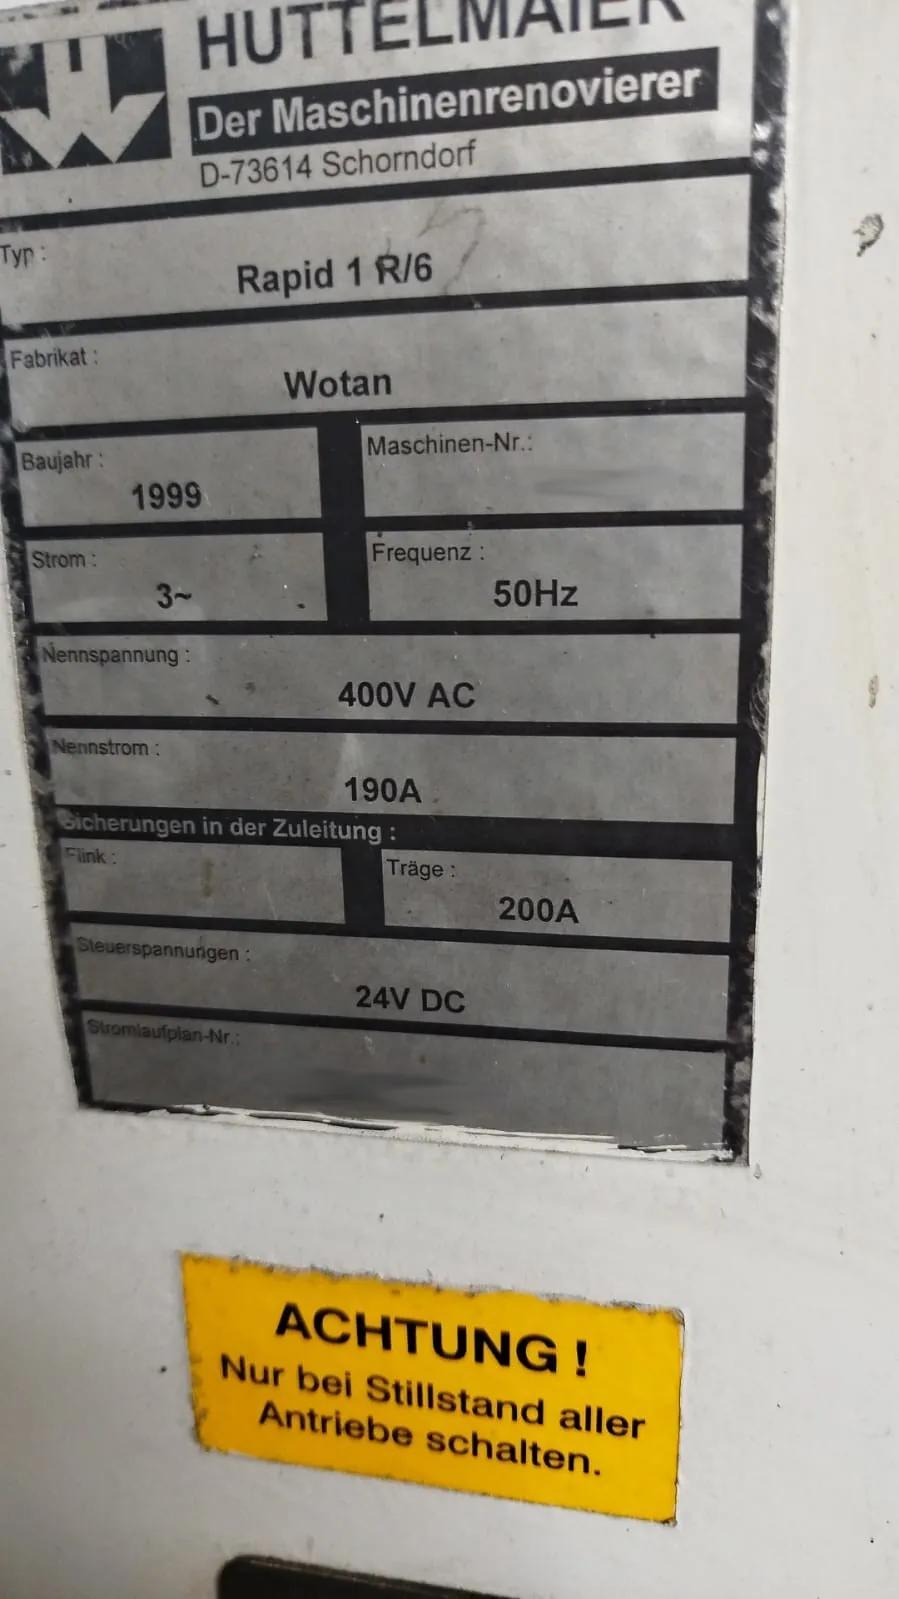 HÜTTELMAIER
Der Maschinenrenovierer
D-73614 Schorndorf
Typ :
Rapid 1 R/6
Fabrikat :
Wotan
Baujahr :
1999
Maschinen-Nr.:
Strom :
3~
Frequenz :
50Hz
Nennspannung :
400V AC
Nennstrom :
190A
Sicherungen in der Zuleitung :
Flink :
Träge :
200A
Steuerspannungen :
24V DC
Stromlaufplan-Nr.:
ACHTUNG !
Nur bei Stillstand aller
Antriebe schalten.